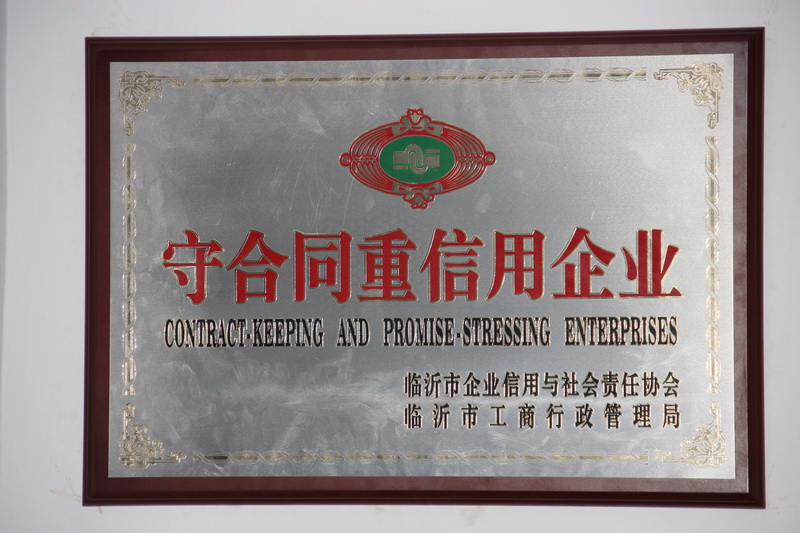 守合同重信用企业
CONTRACT-KEEPING AND PROMISE-STRESSING ENTERPRISES
临沂市企业信用与社会责任协会
临沂市工商行政管理局